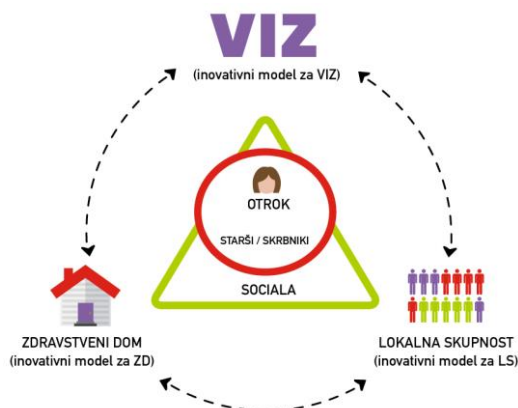 VIZ
(inovativni model za VIZ)
OTROK
STARŠI / SKRBNIKI
SOCIALA
ZDRAVSTVENI DOM
(inovativni model za ZD)
LOKALNA SKUPNOST
(inovativni model za LS)